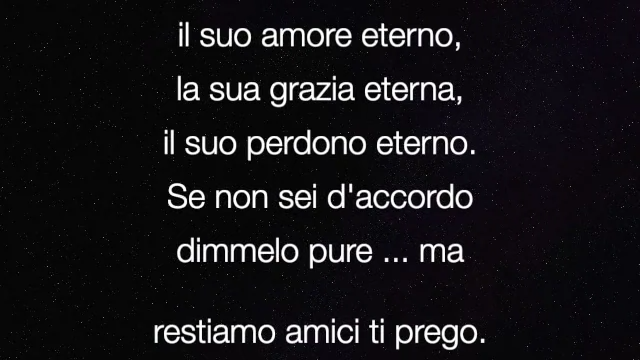 il suo amore eterno,
la sua grazia eterna,
il suo perdono eterno.
Se non sei d'accordo
dimmelo pure ... ma
restiamo amici ti prego.